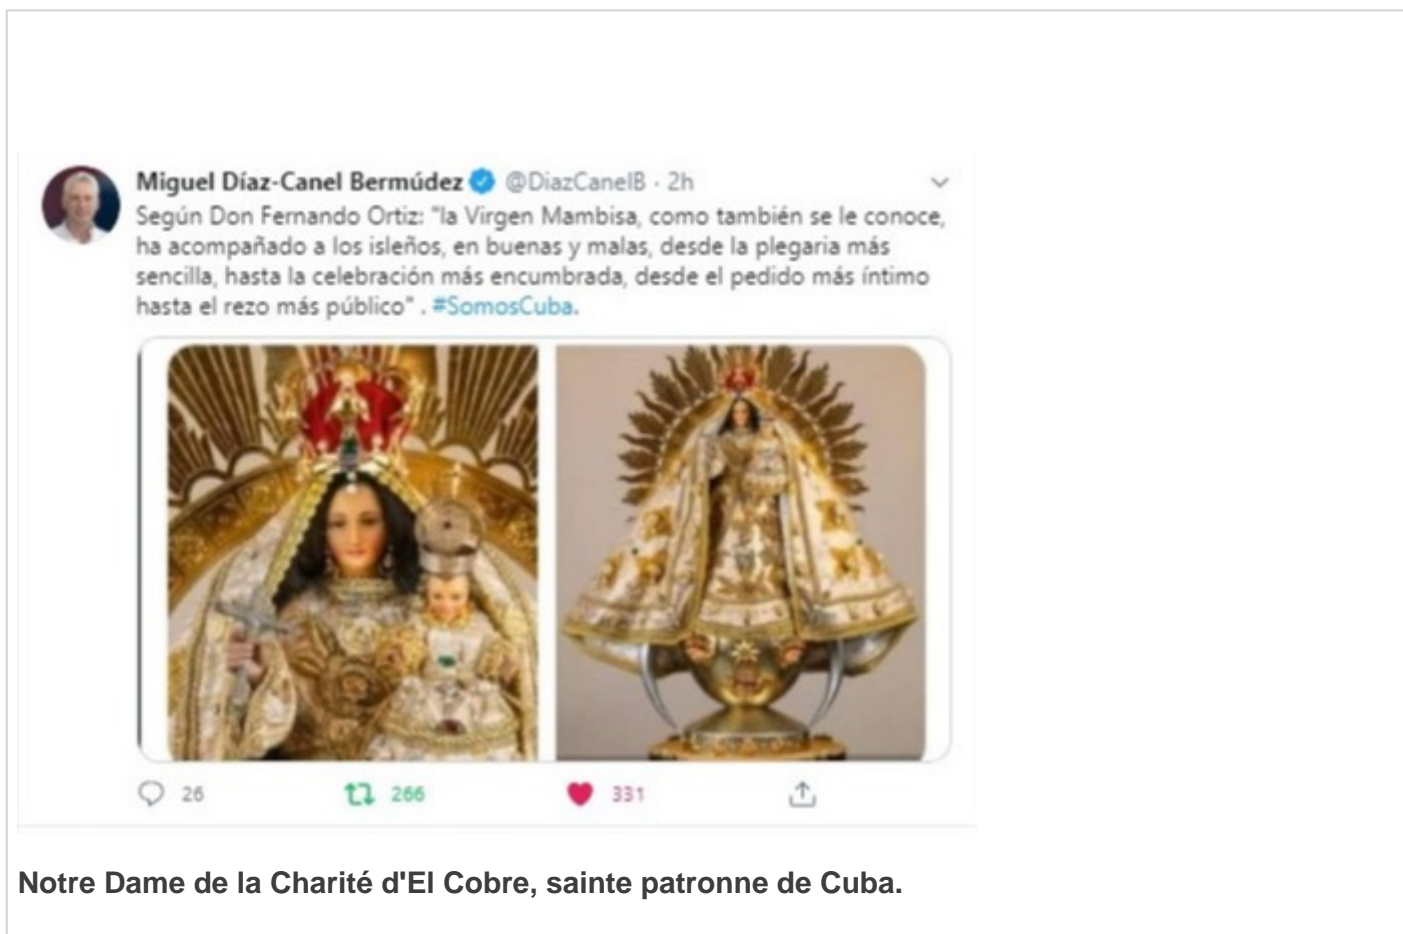 Miguel Díaz-Canel Bermúdez @DiazCanelB · 2h
Según Don Fernando Ortiz: "la Virgen Mambisa, como también se le conoce,
ha acompañado a los isleños, en buenas y malas, desde la plegaria más
sencilla, hasta la celebración más encumbrada, desde el pedido más íntimo
hasta el rezo más público" . #SomosCuba.
26 266 331
Notre Dame de la Charité d'El Cobre, sainte patronne de Cuba.